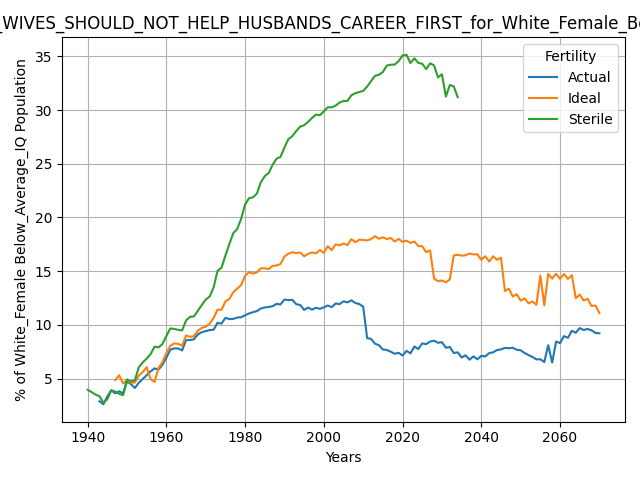 _WIVES_SHOULD_NOT_HELP_HUSBANDS_CAREER_FIRST_for_White_Female_Be
% of White_Female Below_Average_IQ Population
35
30
25
20
15
10
5
Fertility
Actual
Ideal
Sterile
1940 1960 1980 2000 2020 2040 2060
Years